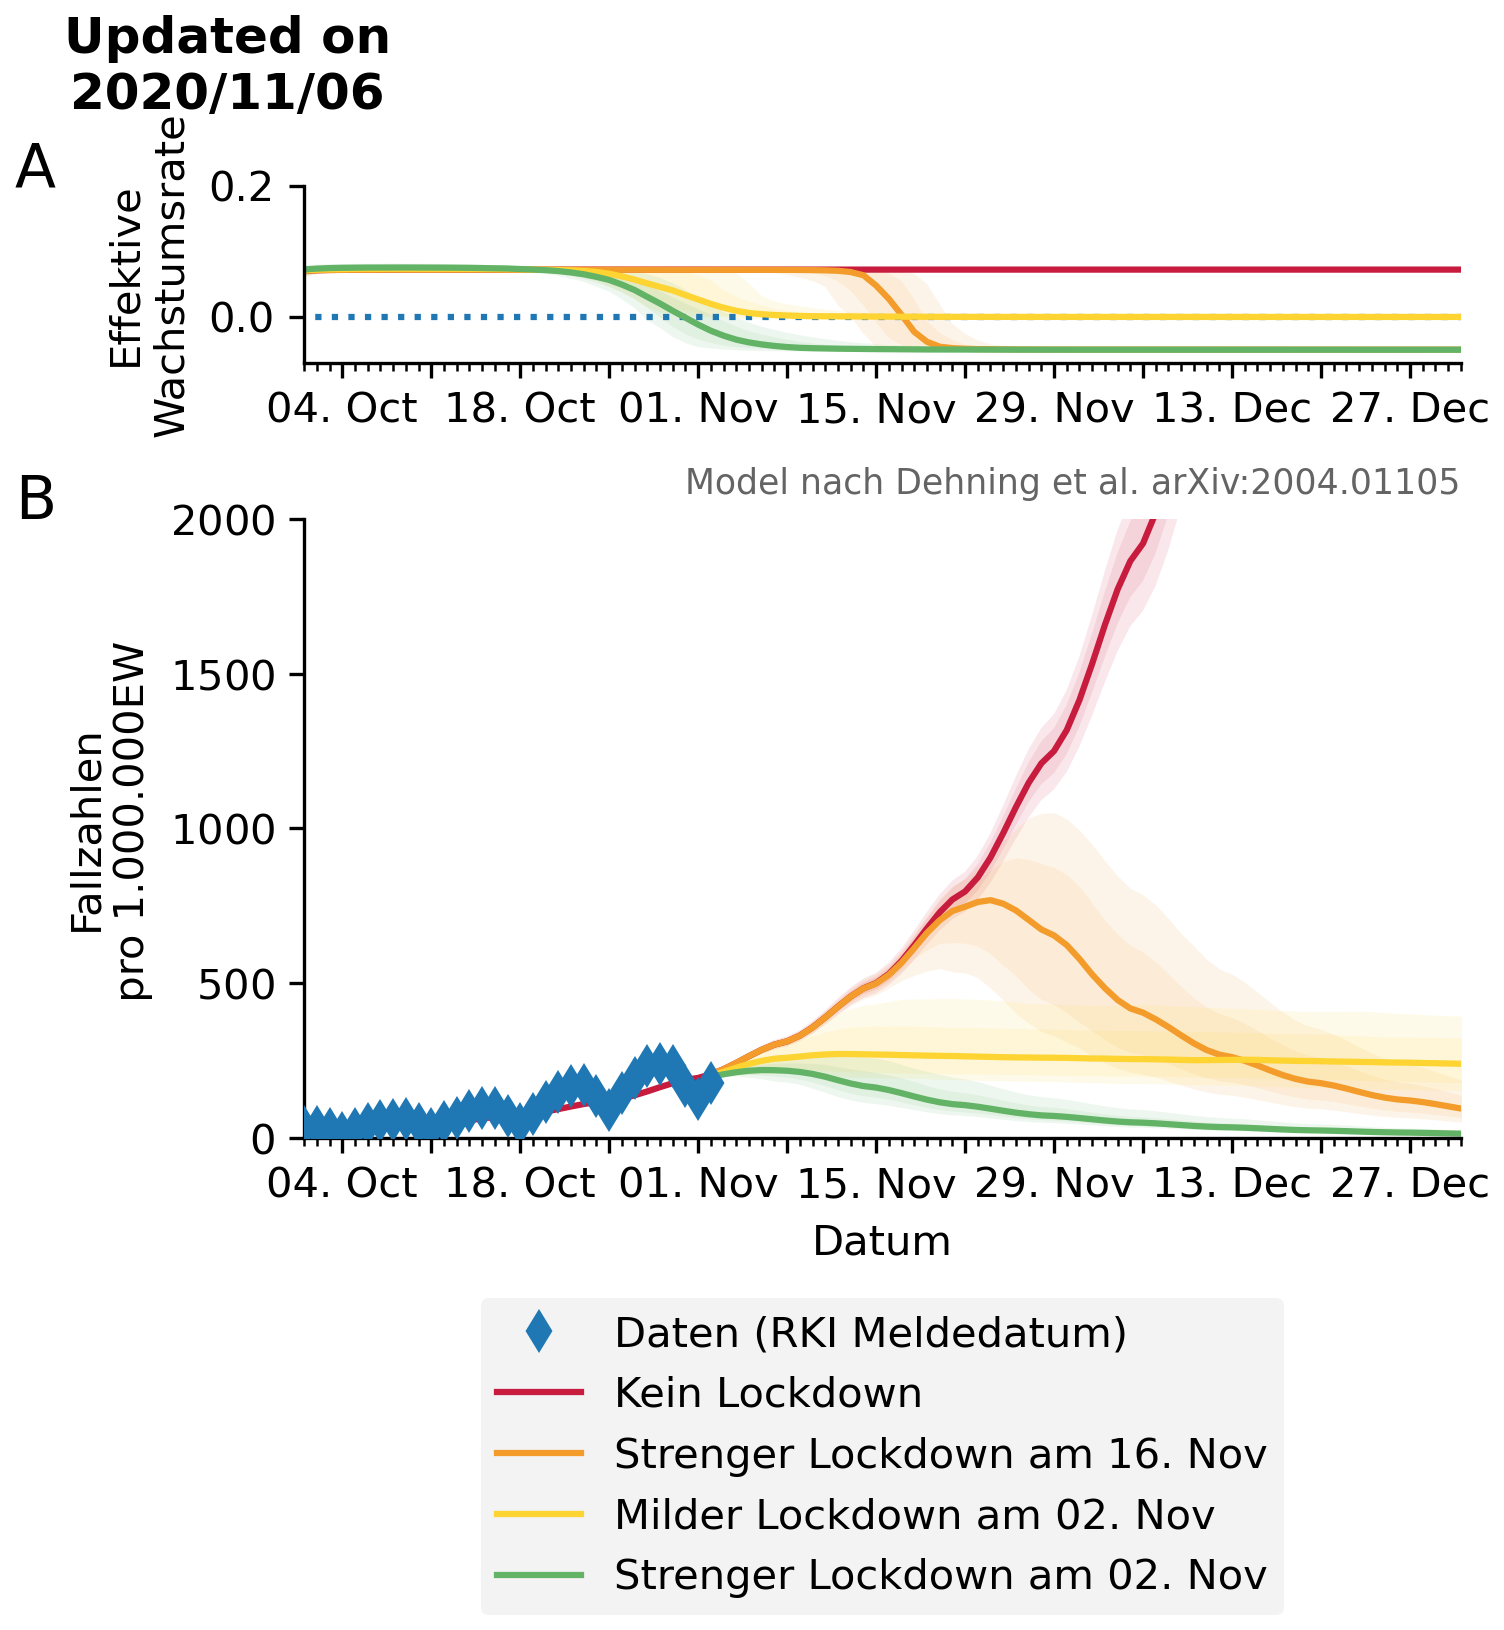 Updated on
2020/11/06
A
Effektive
Wachstumsrate
0.2
0.0
04. Oct 18. Oct 01. Nov 15. Nov 29. Nov 13. Dec 27. Dec
B
Model nach Dehning et al. arXiv:2004.01105
Fallzahlen
pro 1.000.000EW
2000
1500
1000
500
0
04. Oct 18. Oct 01. Nov 15. Nov 29. Nov 13. Dec 27. Dec
Datum
Daten (RKI Meldedatum)
Kein Lockdown
Strenger Lockdown am 16. Nov
Milder Lockdown am 02. Nov
Strenger Lockdown am 02. Nov